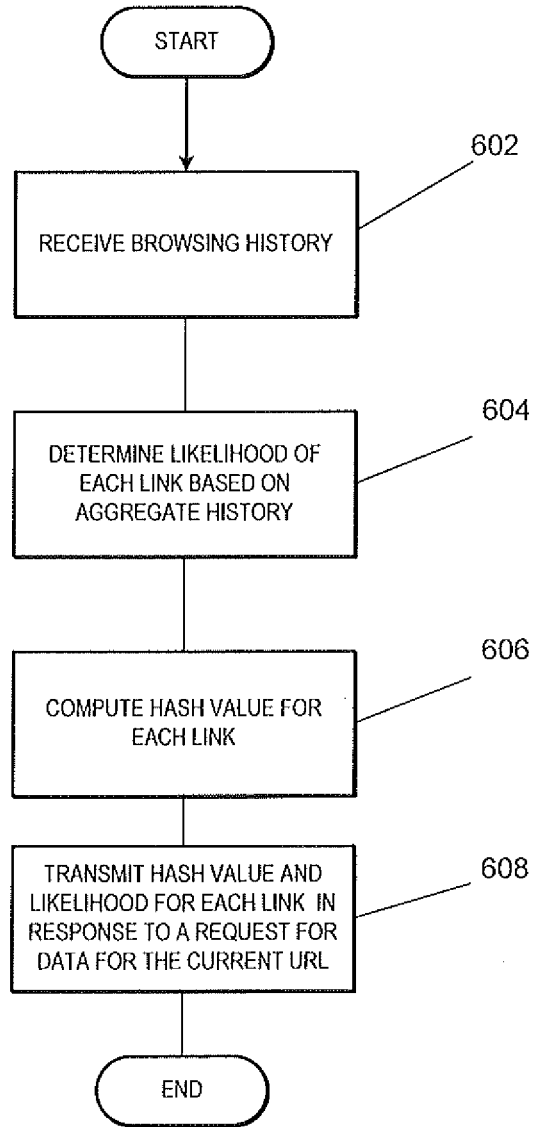 START
602
RECEIVE BROWSING HISTORY
604
DETERMINE LIKELIHOOD OF
EACH LINK BASED ON
AGGREGATE HISTORY
606
COMPUTE HASH VALUE FOR
EACH LINK
608
TRANSMIT HASH VALUE AND
LIKELIHOOD FOR EACH LINK IN
RESPONSE TO A REQUEST FOR
DATA FOR THE CURRENT URL
END